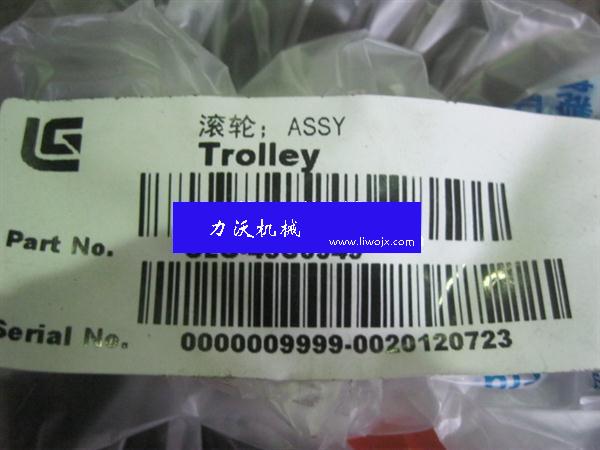 滚轮；ASSY
Trolley
力沃机械
www.liwojx.com
Part No.
Serial No.
0000009999-0020120723